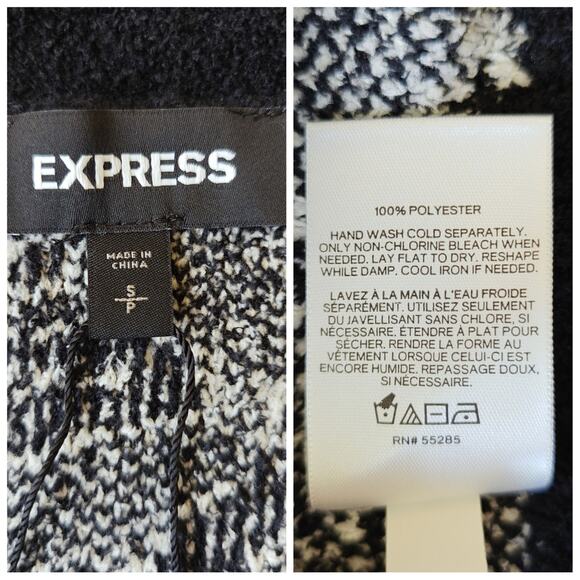 EXPRESS
MADE IN
CHINA
S
P
100% POLYESTER
HAND WASH COLD SEPARATELY.
ONLY NON-CHLORINE BLEACH WHEN
NEEDED. LAY FLAT TO DRY. RESHAPE
WHILE DAMP. COOL IRON IF NEEDED.
LAVEZ À LA MAIN À L'EAU FROIDE
SÉPARÉMENT. UTILISEZ SEULEMENT
DU JAVELLISANT SANS CHLORE, SI
NÉCESSAIRE. ÉTENDRE À PLAT POUR
SÉCHER. RENDRE LA FORME AU
VÊTEMENT LORSQUE CELUI-CI EST
ENCORE HUMIDE. REPASSAGE DOUX,
SI NÉCESSAIRE.
RN# 55285